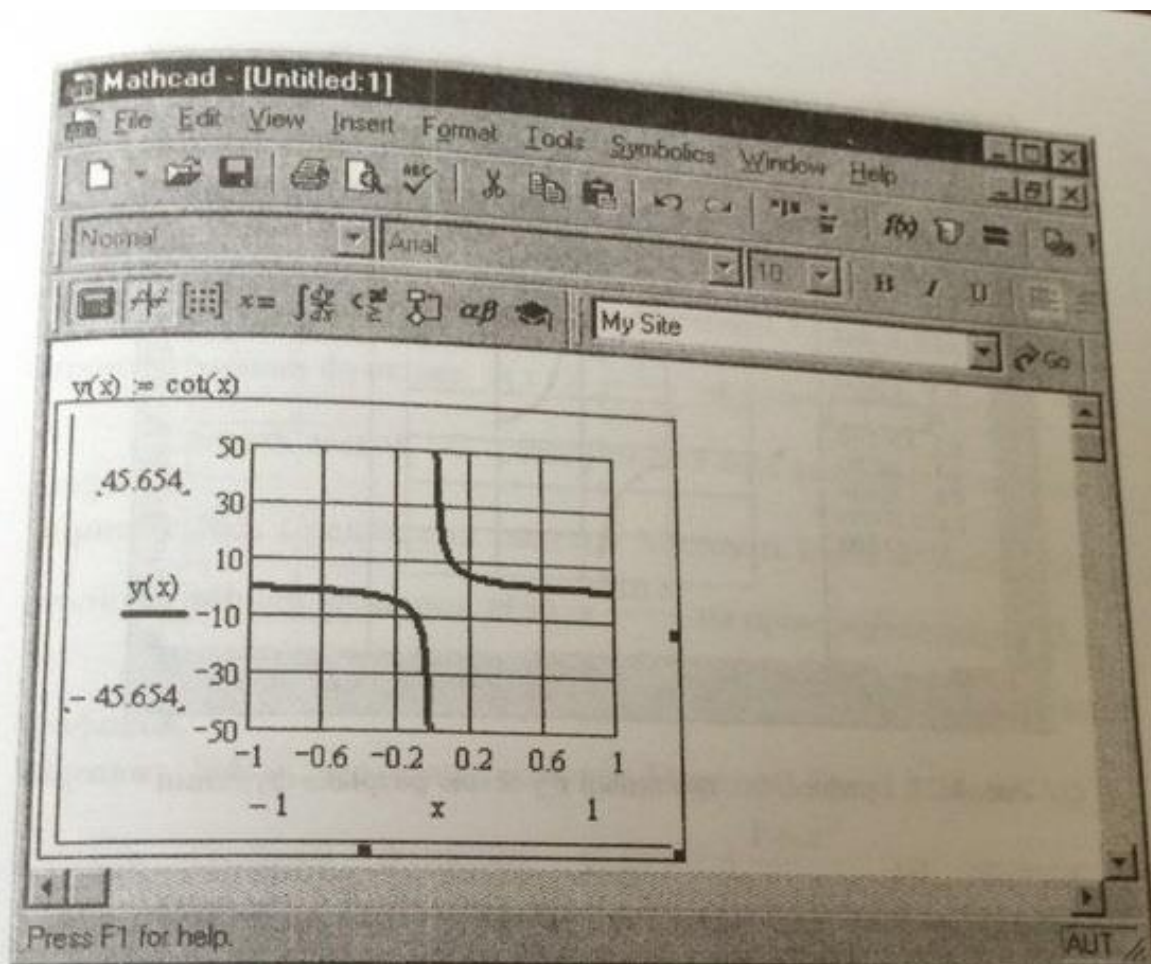 Mathcad - [Untitled:1]
File Edit View Insert Format Tools Symbolics Window Help
Normal Arial 10 B I U
My Site Go
y(x) := cot(x)
50
45.654
30
10
y(x)
-10
-30
- 45.654
-50
-1 -0.6 -0.2 0.2 0.6 1
- 1 x 1
Press F1 for help. AUT